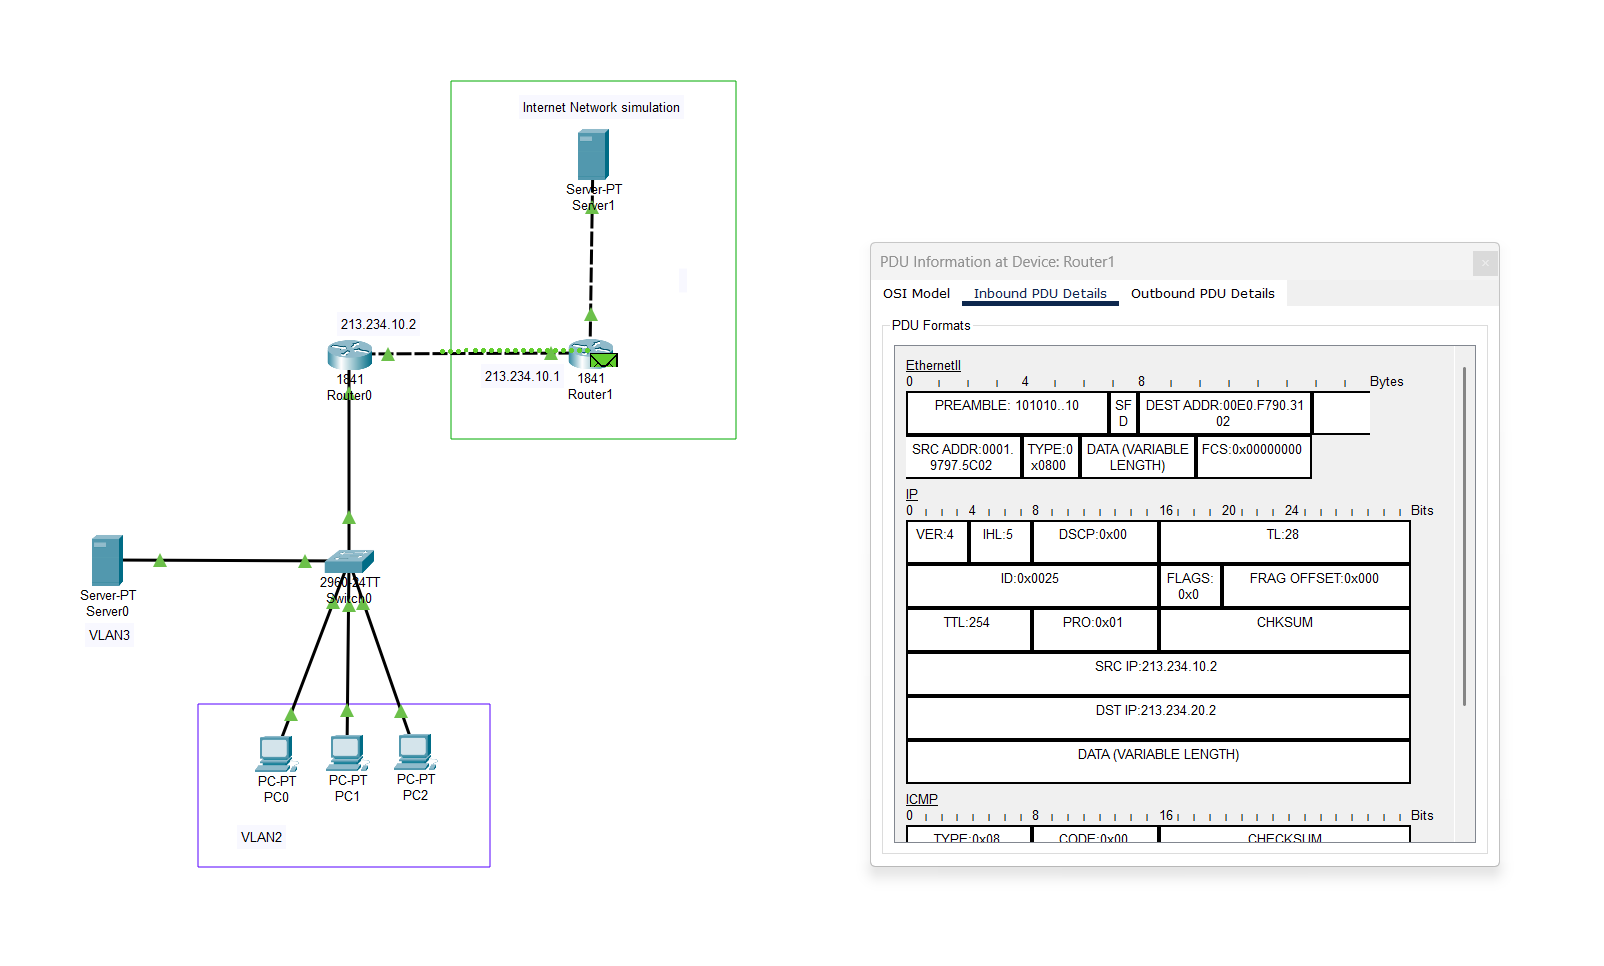 Internet Network simulation
Server-PT
Server1
213.234.10.2
1841
Router0
213.234.10.1
1841
Router1
Server-PT
Server0
VLAN3
2960-24TT
Switch0
PC-PT
PC0
PC-PT
PC1
PC-PT
PC2
VLAN2
PDU Information at Device: Router1
OSI Model Inbound PDU Details Outbound PDU Details
PDU Formats
EthernetII
0 4 8 Bytes
PREAMBLE: 101010..10
SF
D
DEST ADDR:00E0.F790.31
02
SRC ADDR:0001.
9797.5C02
TYPE:0
x0800
DATA (VARIABLE
LENGTH)
FCS:0x00000000
IP
0 4 8 16 20 24 Bits
VER:4 IHL:5 DSCP:0x00 TL:28
ID:0x0025
FLAGS:
0x0
FRAG OFFSET:0x000
TTL:254 PRO:0x01 CHKSUM
SRC IP:213.234.10.2
DST IP:213.234.20.2
DATA (VARIABLE LENGTH)
ICMP
0 8 16 Bits
TYPE:0x08 CODE:0x00 CHECKSUM